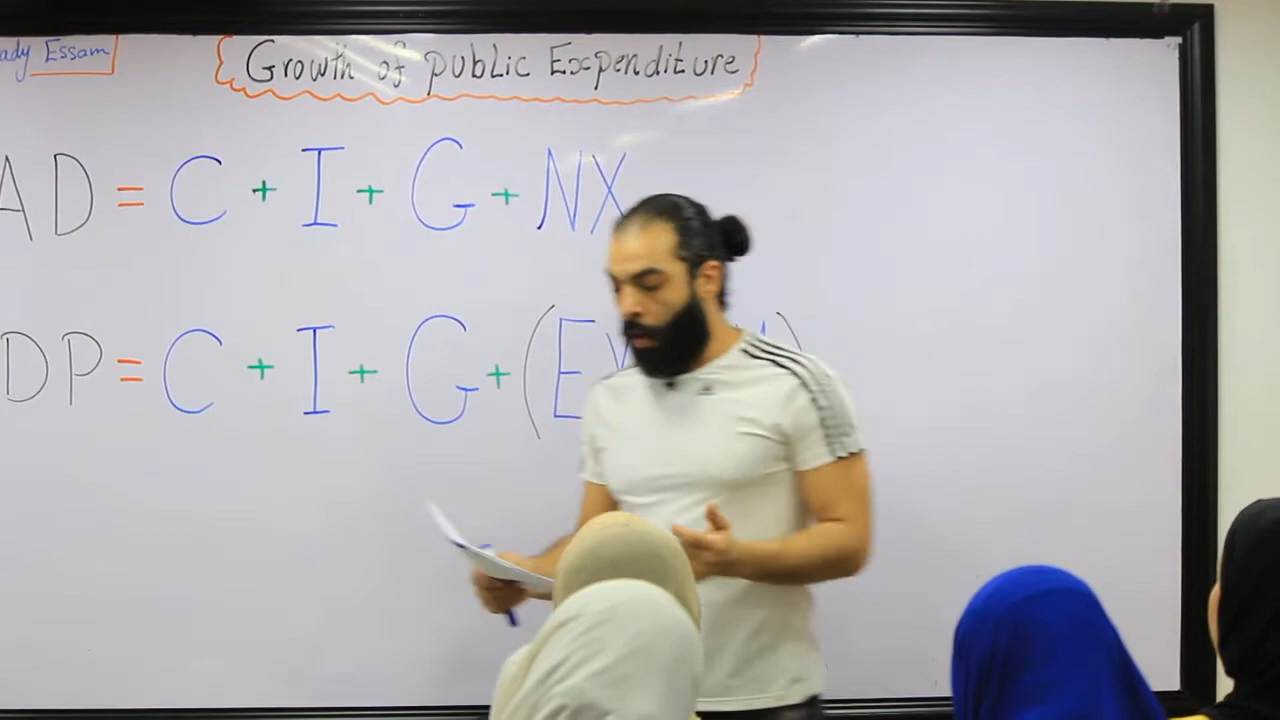 ady Essam
Growth of public Expenditure
AD = C + I + G + NX
DP = C + I + G + (E